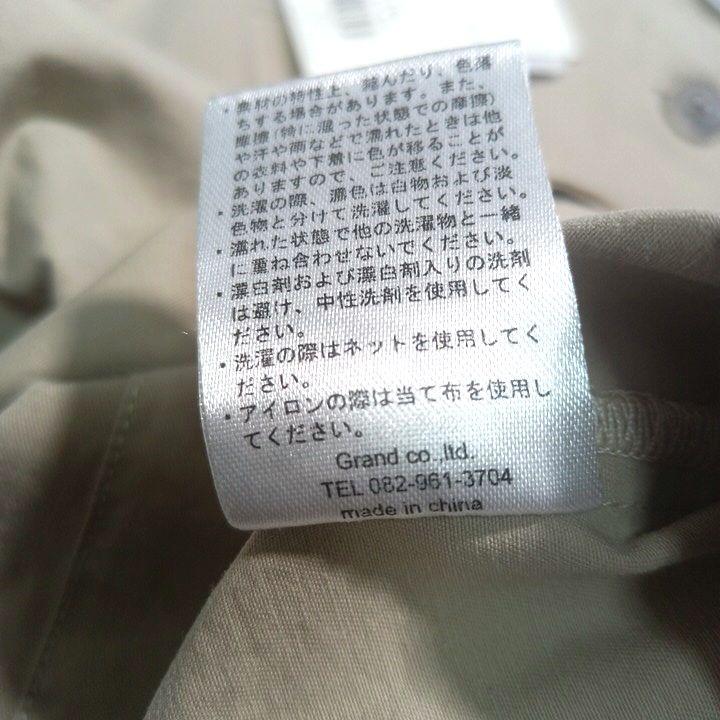 ・素材の特性上、縮んだり、色落
ちする場合があります。また、
摩擦(特に湿った状態での摩擦)
や汗や雨などで濡れたときは他
の衣料や下着に色が移ることが
ありますので、ご注意ください。
・洗濯の際、濃色は白物および淡
色物と分けて洗濯してください。
・濡れた状態で他の洗濯物と一緒
に重ね合わせないでください。
・漂白剤および漂白剤入りの洗剤
は避け、中性洗剤を使用してく
ださい。
・洗濯の際はネットを使用してく
ださい。
・アイロンの際は当て布を使用し
てください。
Grand co.,ltd.
TEL 082-961-3704
made in china